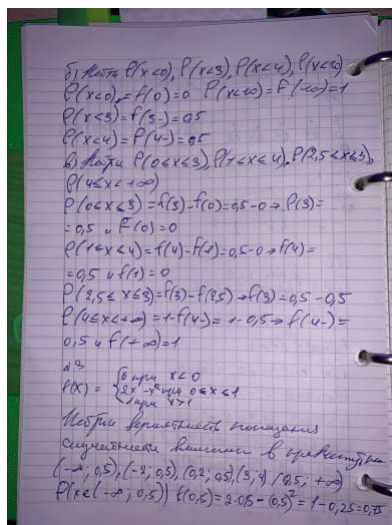 б) Найти P(x<0), P(x<3), P(x<4), P(x<10)
P(x<0) = f(0)=0 P(x<10)=F(10)=1
P(x<3)=f(3-)=0,5
P(x<4)=P(4-)=0,5
в) Найти P(0≤x≤3), P(1≤x≤4), P(2,5≤x≤3),
P(4≤x<+∞)
P(0≤x≤3)=f(3)-f(0)=0,5-0→P(3)=
=0,5 и F(0)=0
P(1≤x≤4)=f(4)-f(1)=0,5-0→f(4)=
=0,5 и f(1)=0
P(2,5≤x≤3)=f(3)-f(2,5)→f(3)=0,5-0,5
P(4≤x<+∞)=1-f(4-)=1-0,5→f(4-)=
0,5 и f(+∞)=1
№3
f(x) = { 0 при x<0
2x-x² при 0≤x≤1
1 при x>1
вероятность попадания
случайной величины в промежутки
(-∞; 0,5), (-2; 0,5), (0,2; 0,5), (3; 4), (0,5; +∞)
P(x∈(-∞; 0,5)) f(0,5)=2·0,5-(0,5)²=1-0,25=0,75